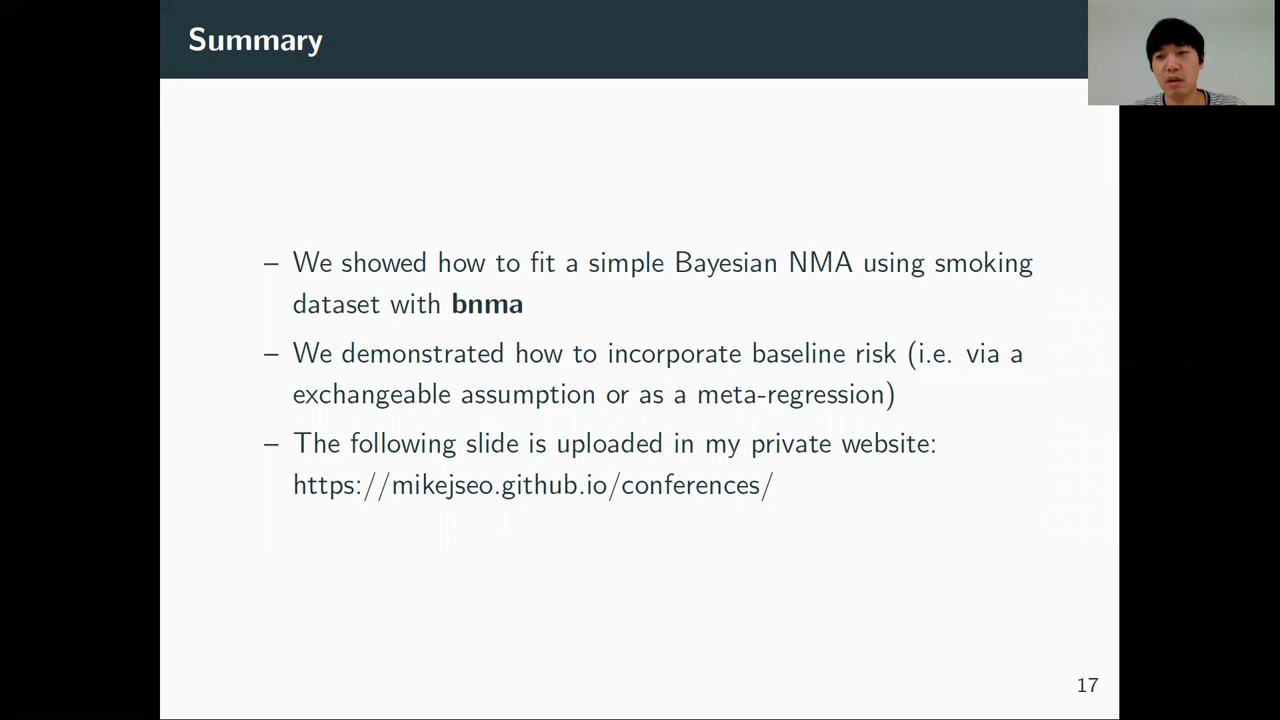 Summary
– We showed how to fit a simple Bayesian NMA using smoking
dataset with bnma
– We demonstrated how to incorporate baseline risk (i.e. via a
exchangeable assumption or as a meta-regression)
– The following slide is uploaded in my private website:
https://mikejseo.github.io/conferences/
17